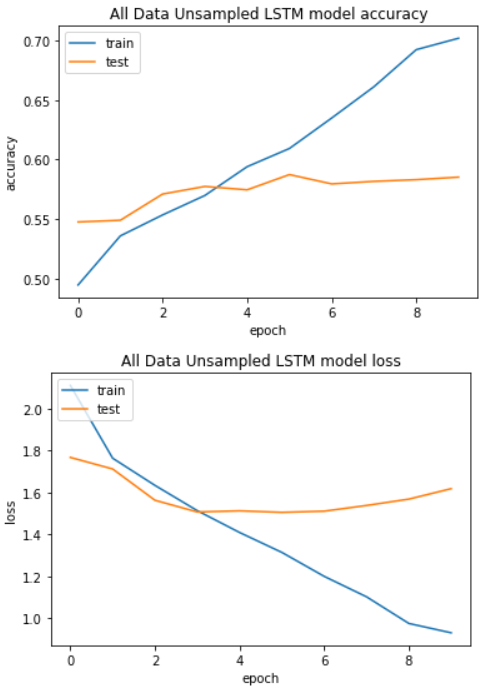 All Data Unsampled LSTM model accuracy
train
test
0.70
0.65
0.60
0.55
0.50
accuracy
0 2 4 6 8
epoch
All Data Unsampled LSTM model loss
train
test
2.0
1.8
1.6
1.4
1.2
1.0
loss
0 2 4 6 8
epoch